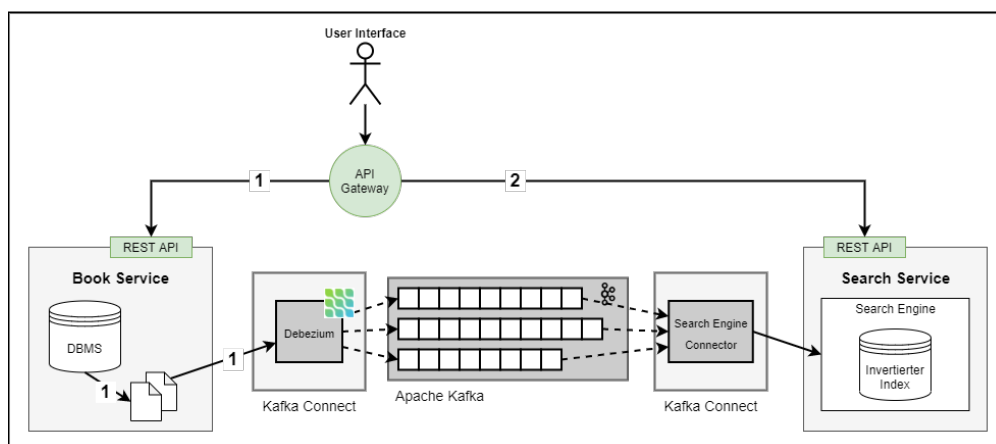 User Interface
API
Gateway
1
2
REST API
REST API
Book Service
Search Service
DBMS
1
1
Debezium
Search Engine
Connector
Search Engine
Invertierter
Index
Kafka Connect
Apache Kafka
Kafka Connect